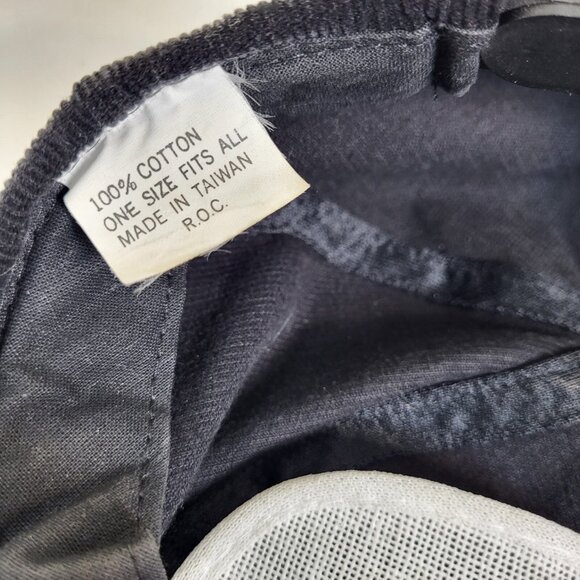 100% COTTON
ONE SIZE FITS ALL
MADE IN TAIWAN
R.O.C.